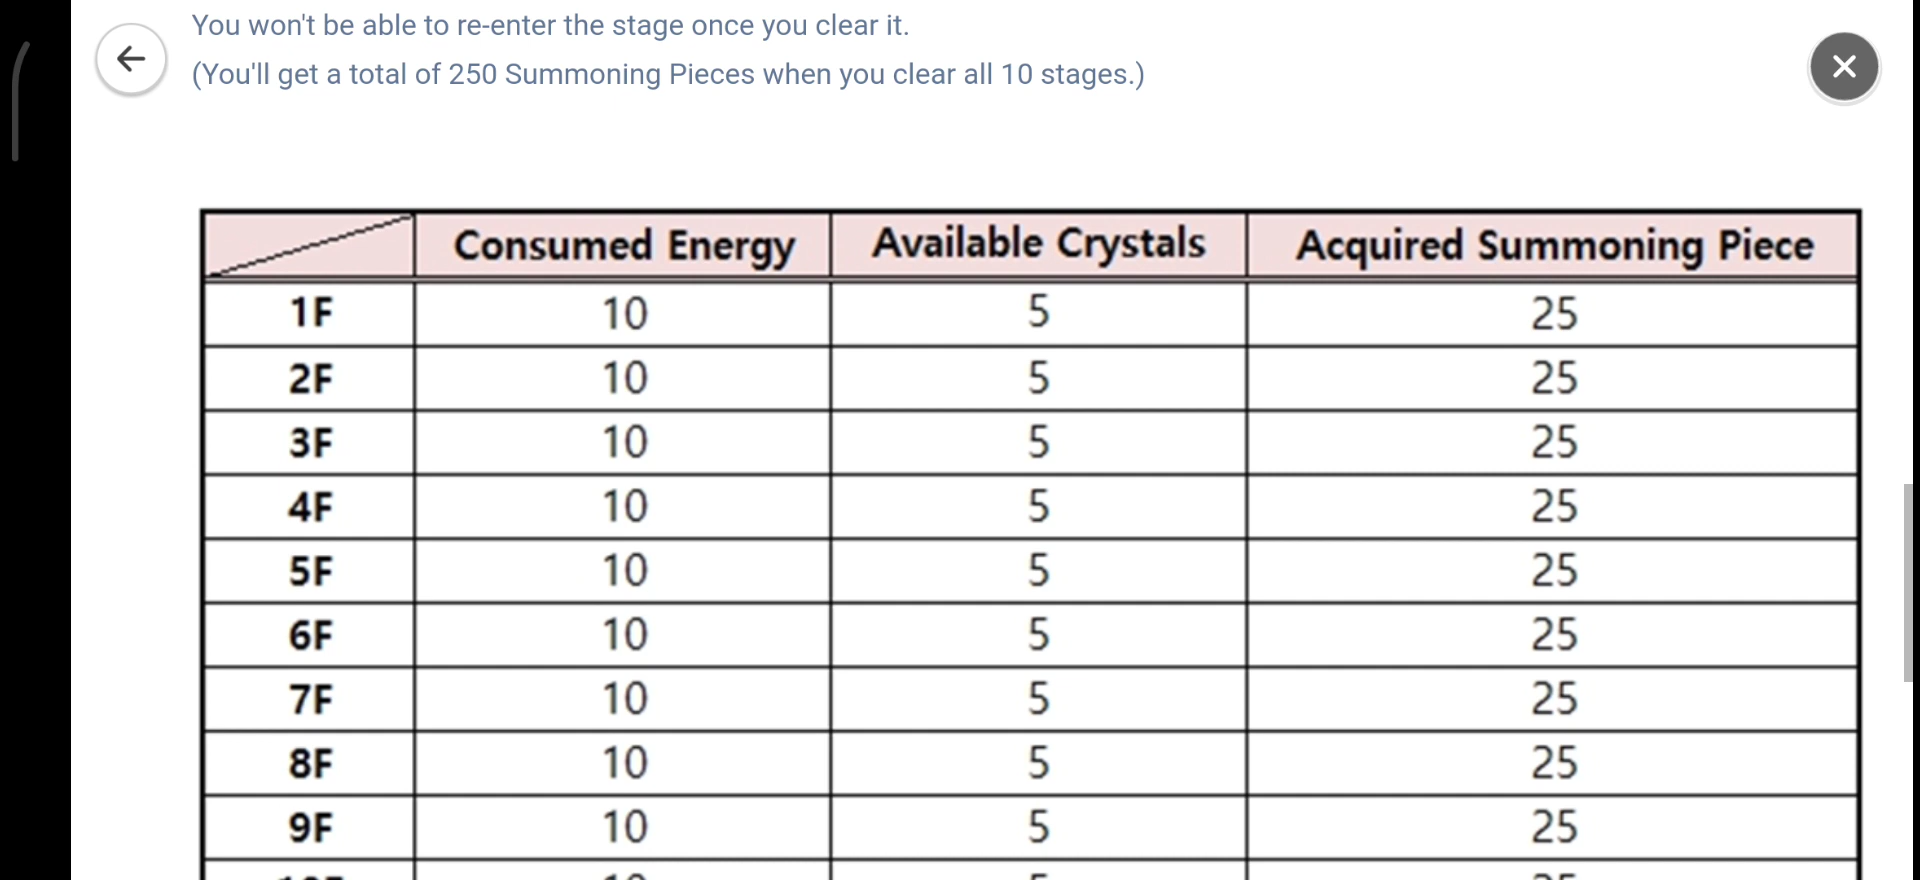 You won't be able to re-enter the stage once you clear it.
(You'll get a total of 250 Summoning Pieces when you clear all 10 stages.)
Consumed Energy Available Crystals Acquired Summoning Piece
1F 10 5 25
2F 10 5 25
3F 10 5 25
4F 10 5 25
5F 10 5 25
6F 10 5 25
7F 10 5 25
8F 10 5 25
9F 10 5 25